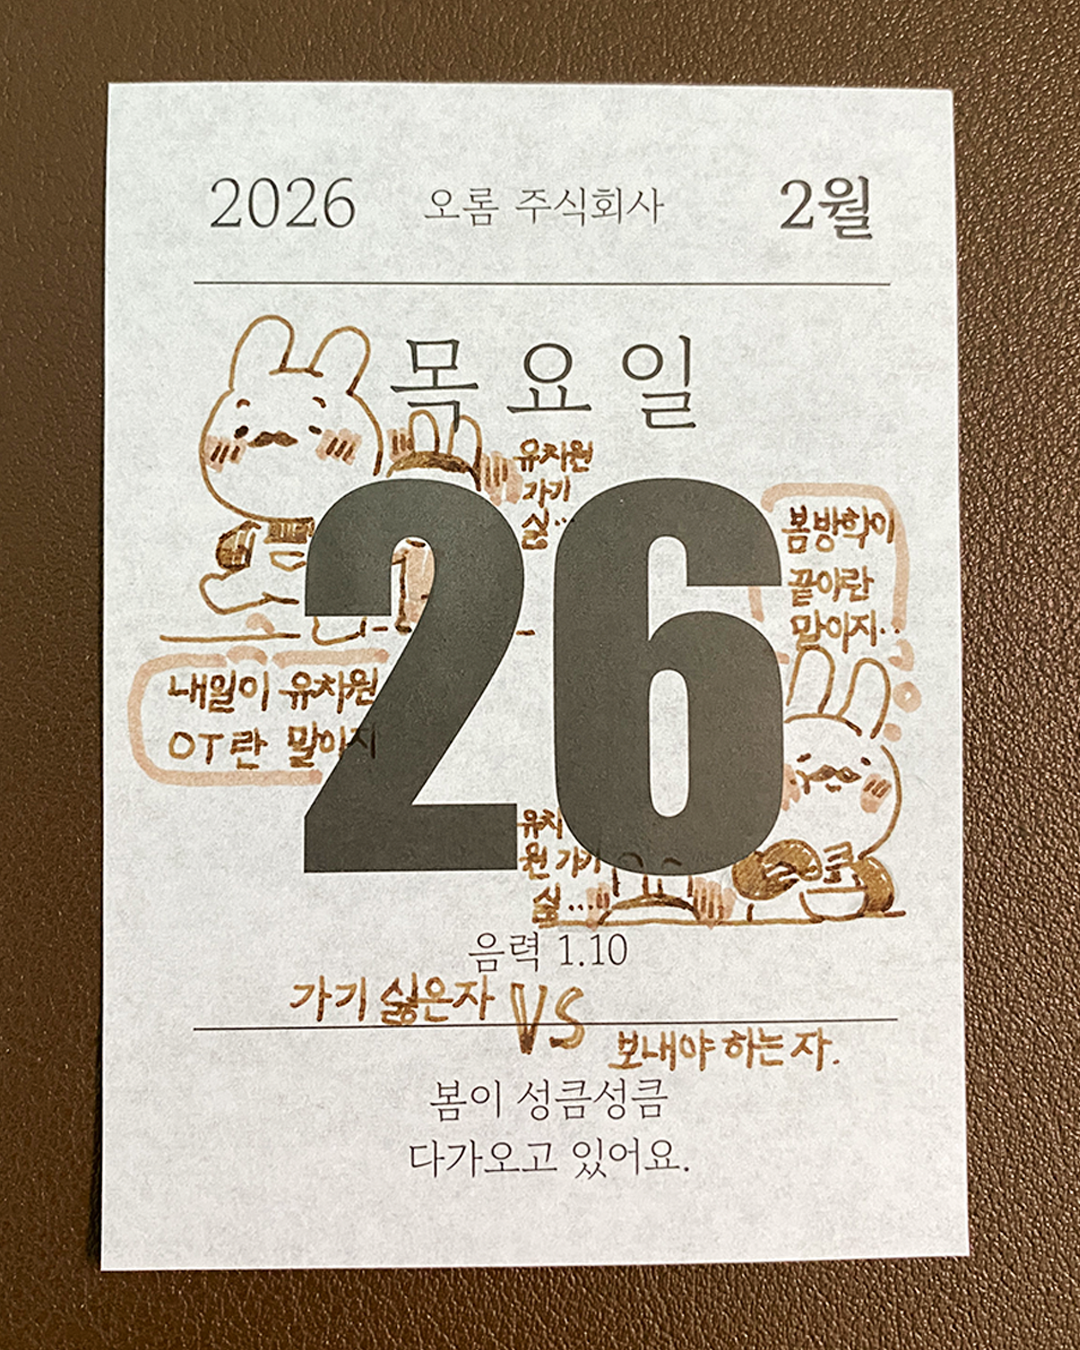 2026 오롬 주식회사 2월
목요일
유치원
가기
싫..
26
봄방학이
끝이란
말이지..
내일이 유치원
OT란 말이지
유치
원 가기
싫...
음력 1.10
가기 싫은자 VS 보내야 하는 자.
봄이 성큼성큼
다가오고 있어요.